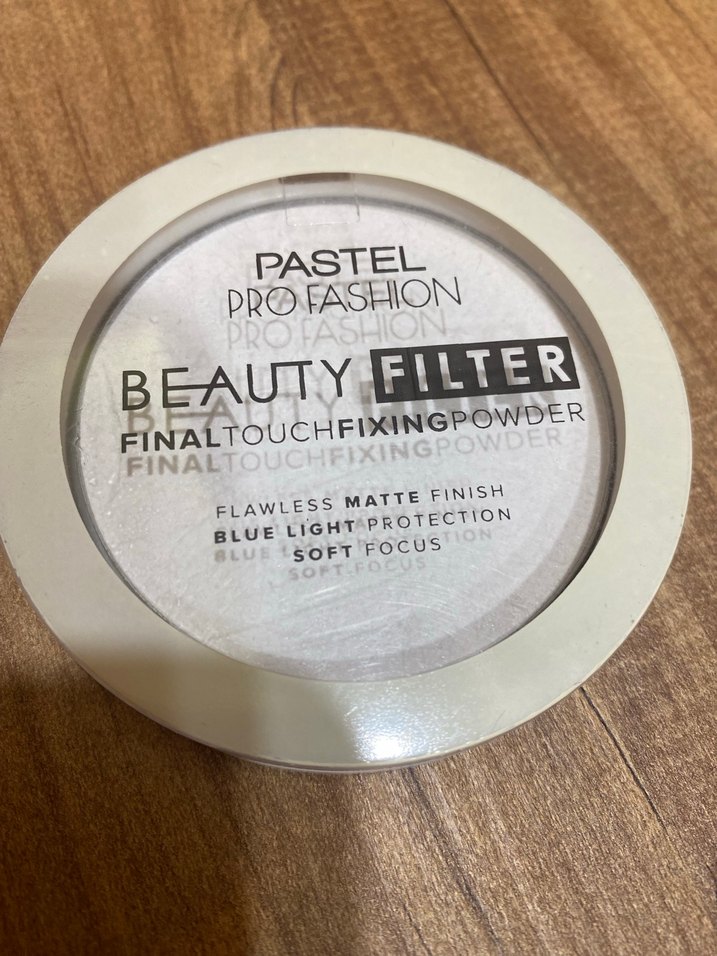 PASTEL
PRO FASHION
BEAUTY FILTER
FINALTOUCHFIXINGPOWDER
FLAWLESS MATTE FINISH
BLUE LIGHT PROTECTION
SOFT FOCUS